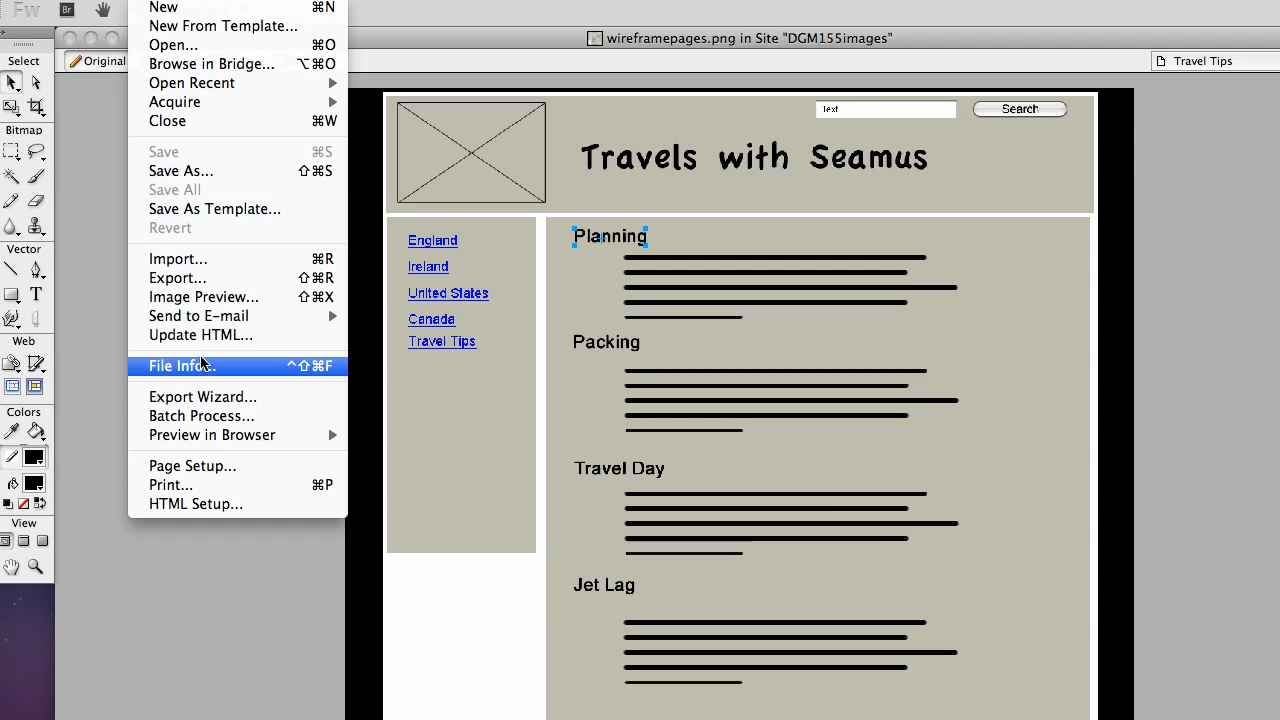 Fw Br
New ⌘N
New From Template...
Open... ⌘O
Browse in Bridge... ⌥⌘O
Open Recent
Acquire
Close ⌘W
Save ⌘S
Save As... ⇧⌘S
Save All
Save As Template...
Revert
Import... ⌘R
Export... ⇧⌘R
Image Preview... ⇧⌘X
Send to E-mail
Update HTML...
File Info... ^⇧⌘F
Export Wizard...
Batch Process...
Preview in Browser
Page Setup...
Print... ⌘P
HTML Setup...
Select
Bitmap
Vector
Web
Colors
View
wireframepages.png in Site "DGM155images"
Original
Travel Tips
Text
Search
Travels with Seamus
England
Ireland
United States
Canada
Travel Tips
Planning
Packing
Travel Day
Jet Lag